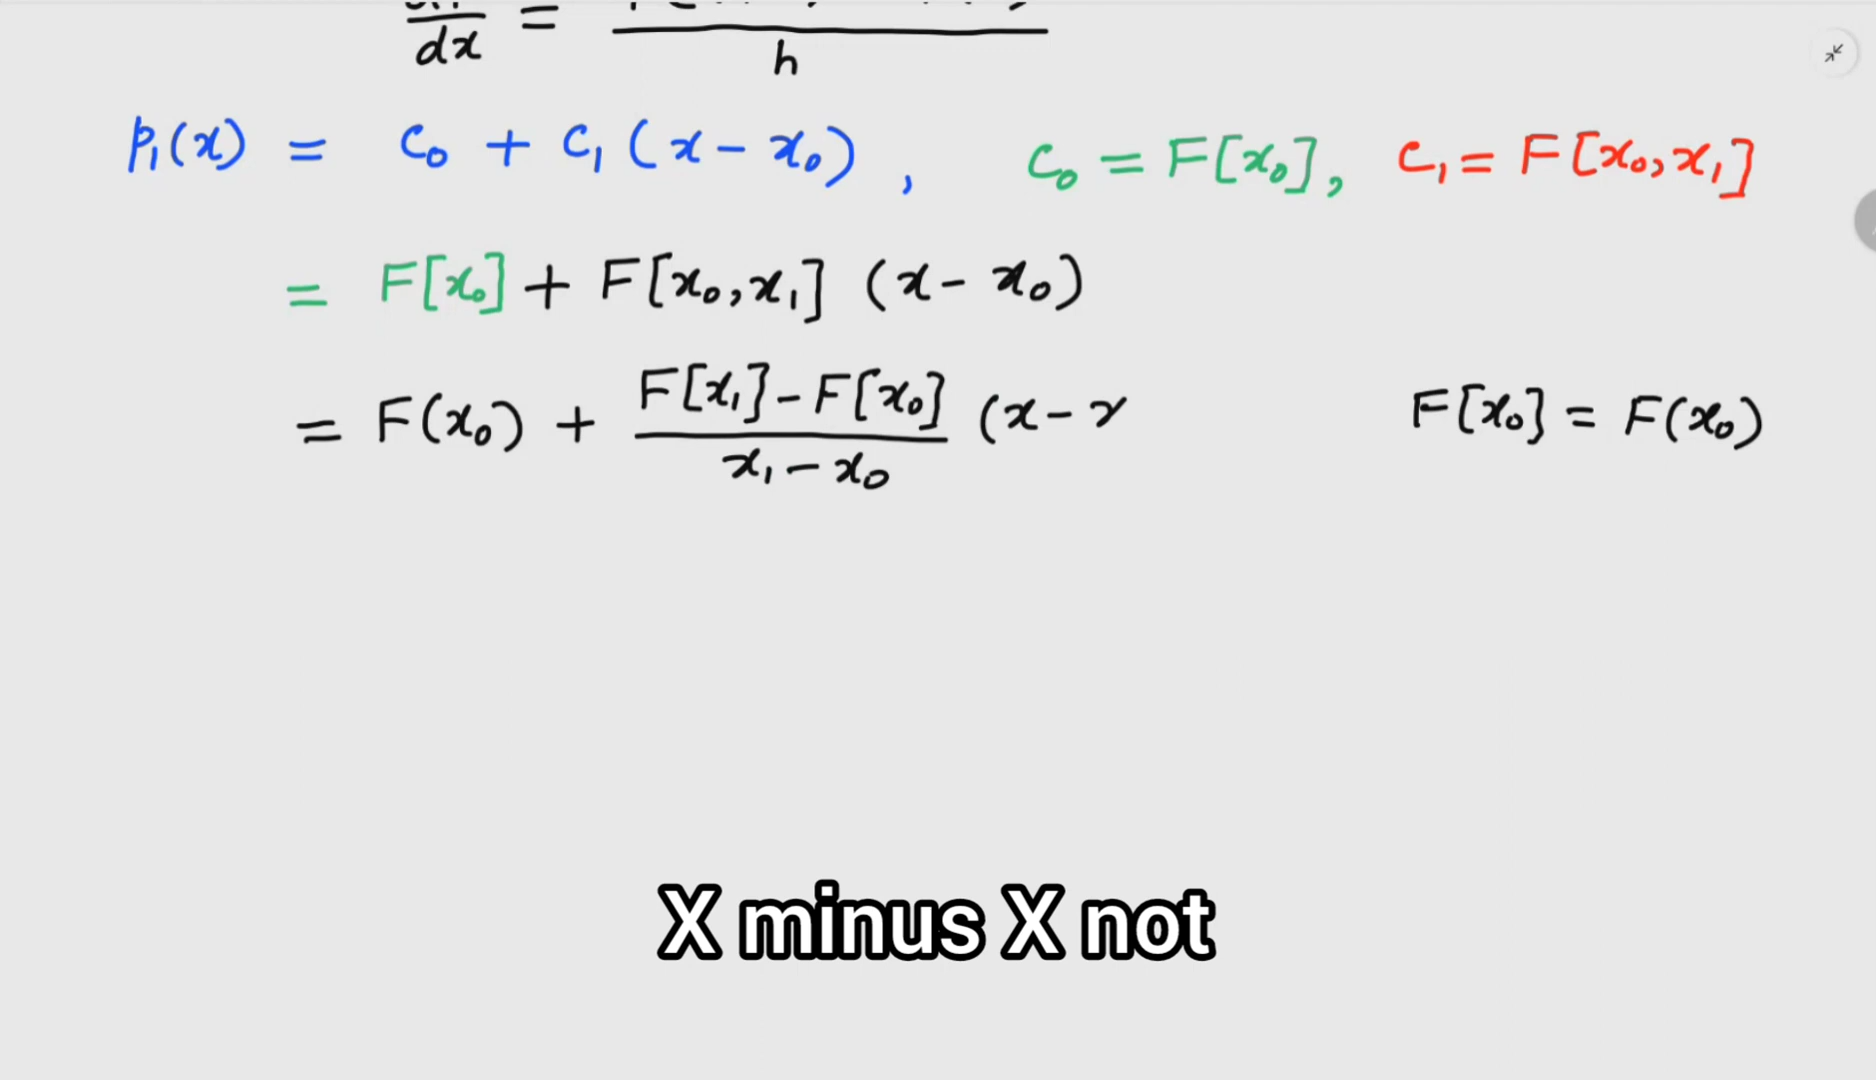 dx = h
p₁(x) = c₀ + c₁ (x - x₀) , c₀ = F[x₀], c₁ = F[x₀, x₁]
= F[x₀] + F[x₀, x₁] (x - x₀)
= F(x₀) + F[x₁] - F[x₀] / x₁ - x₀ (x - x F[x₀] = F(x₀)
X minus X not